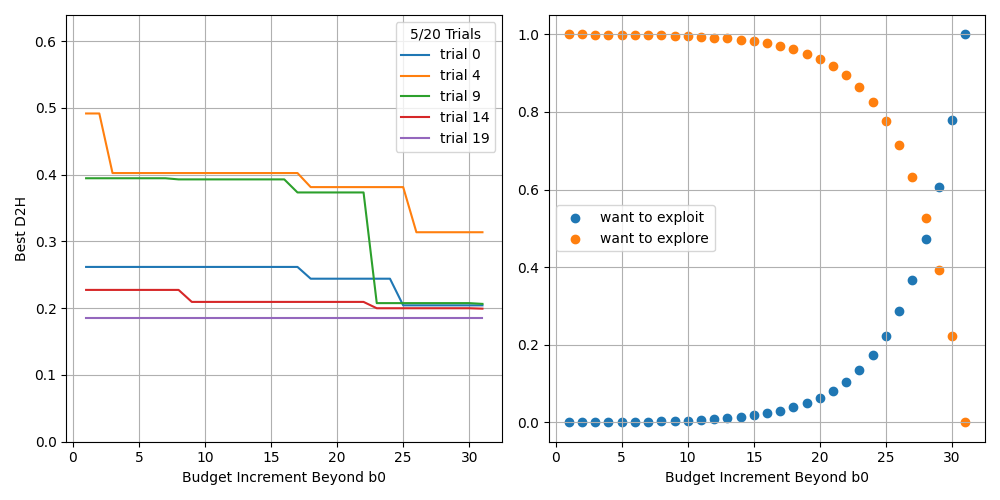 0.6
0.5
0.4
0.3
0.2
0.1
0.0
Best D2H
0 5 10 15 20 25 30
Budget Increment Beyond b0
5/20 Trials
trial 0
trial 4
trial 9
trial 14
trial 19
1.0
0.8
0.6
0.4
0.2
0.0
0 5 10 15 20 25 30
Budget Increment Beyond b0
want to exploit
want to explore